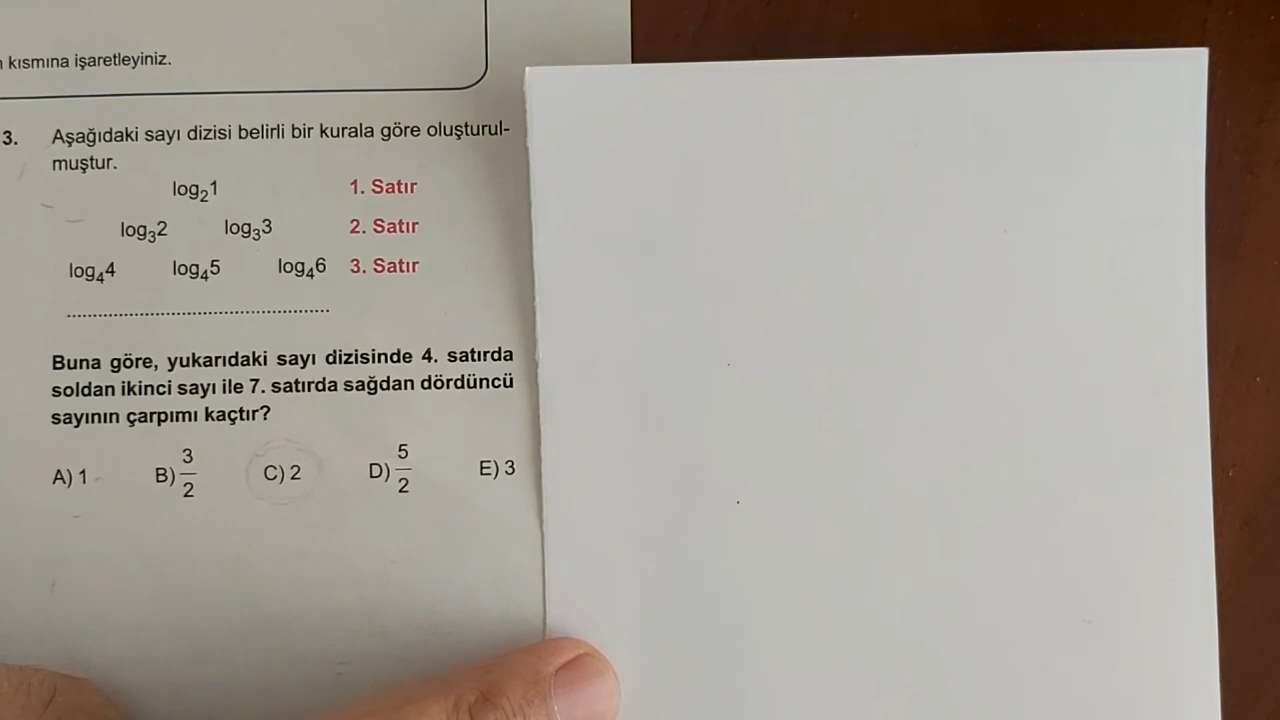 kısmına işaretleyiniz.
3. Aşağıdaki sayı dizisi belirli bir kurala göre oluşturul-
muştur.
log₂1 1. Satır
log₃2 log₃3 2. Satır
log₄4 log₄5 log₄6 3. Satır
Buna göre, yukarıdaki sayı dizisinde 4. satırda
soldan ikinci sayı ile 7. satırda sağdan dördüncü
sayının çarpımı kaçtır?
A) 1 B) 3/2 C) 2 D) 5/2 E) 3